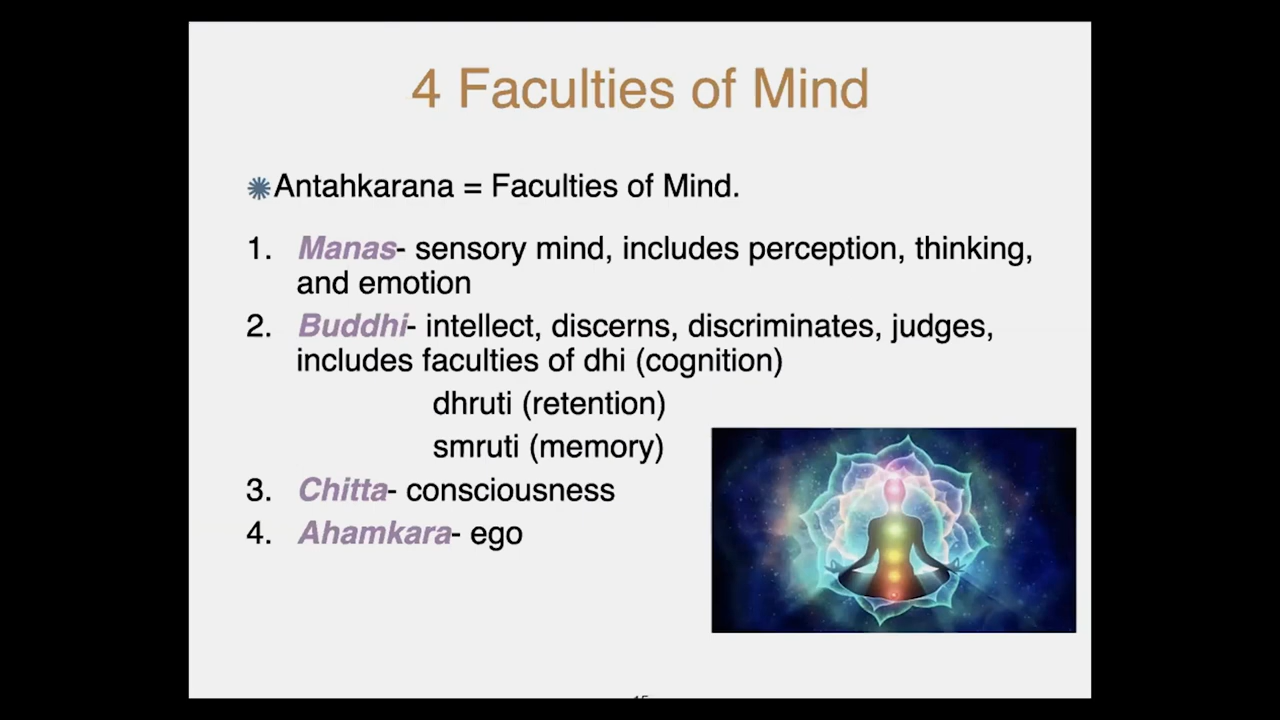 4 Faculties of Mind
Antahkarana = Faculties of Mind.
1. Manas- sensory mind, includes perception, thinking,
and emotion
2. Buddhi- intellect, discerns, discriminates, judges,
includes faculties of dhi (cognition)
dhruti (retention)
smruti (memory)
3. Chitta- consciousness
4. Ahamkara- ego